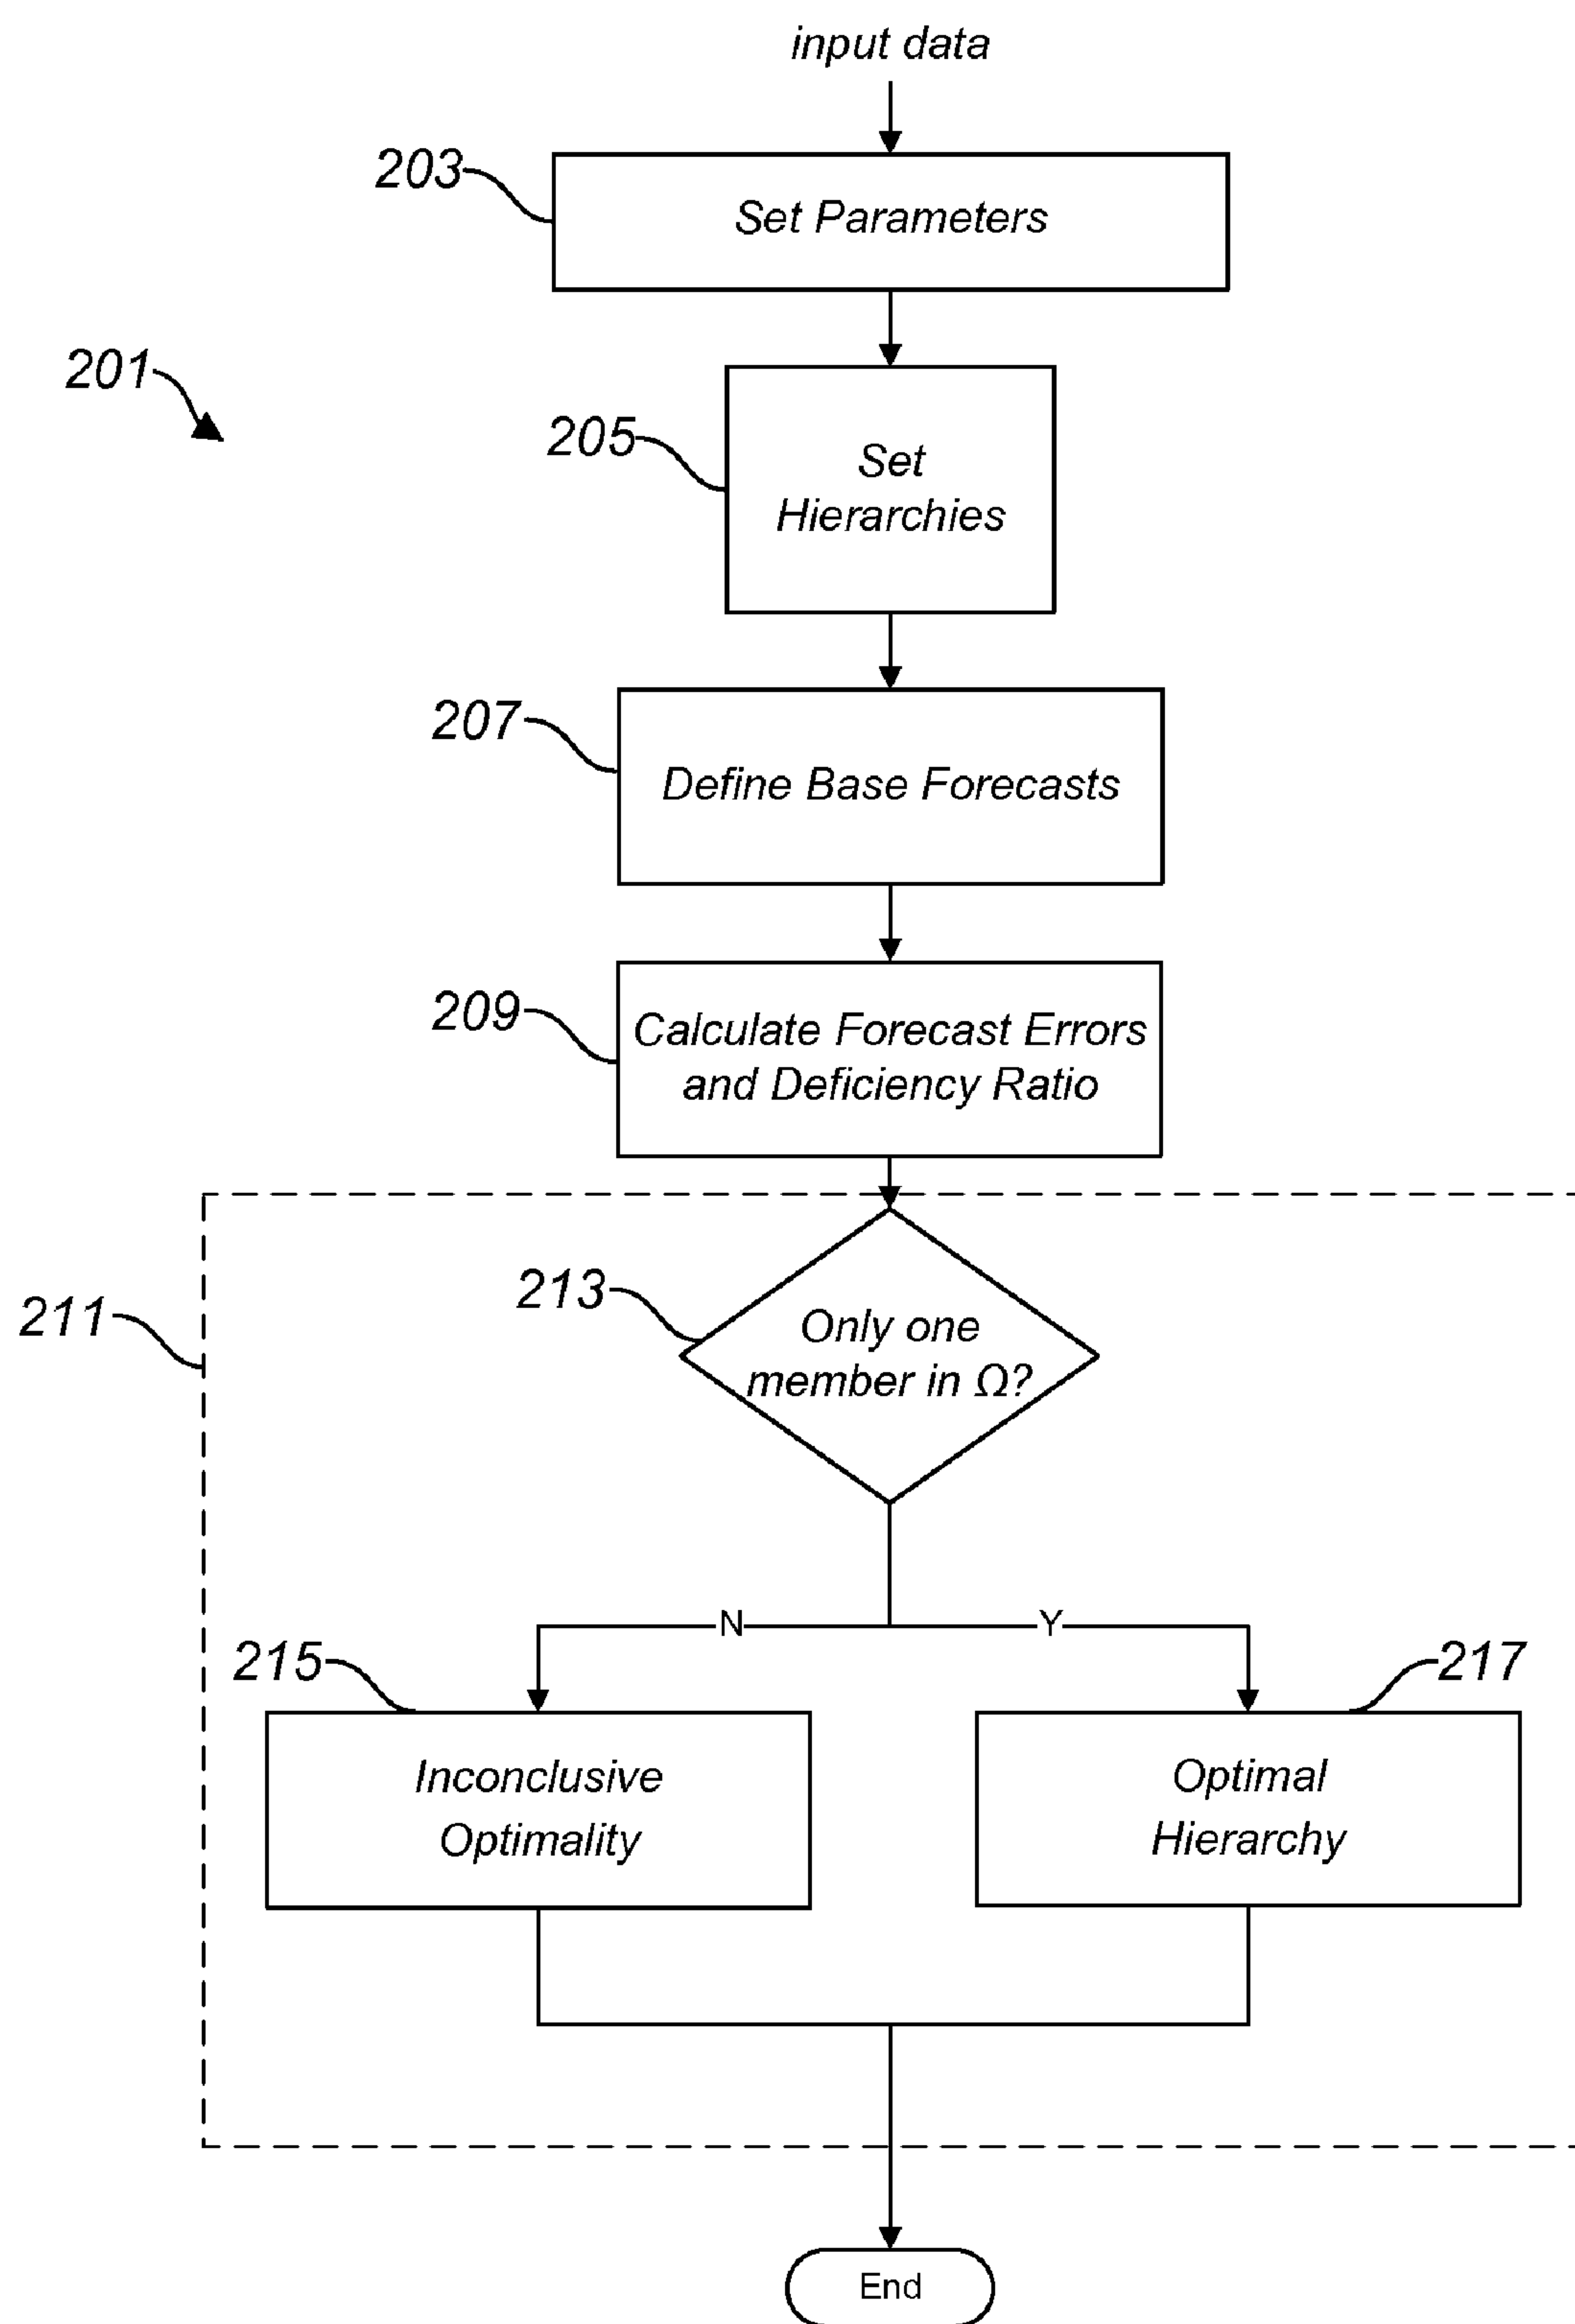 input data
203
Set Parameters
201
205
Set
Hierarchies
207
Define Base Forecasts
209
Calculate Forecast Errors
and Deficiency Ratio
211
213
Only one
member in Ω?
N
Y
215
217
Inconclusive
Optimality
Optimal
Hierarchy
End